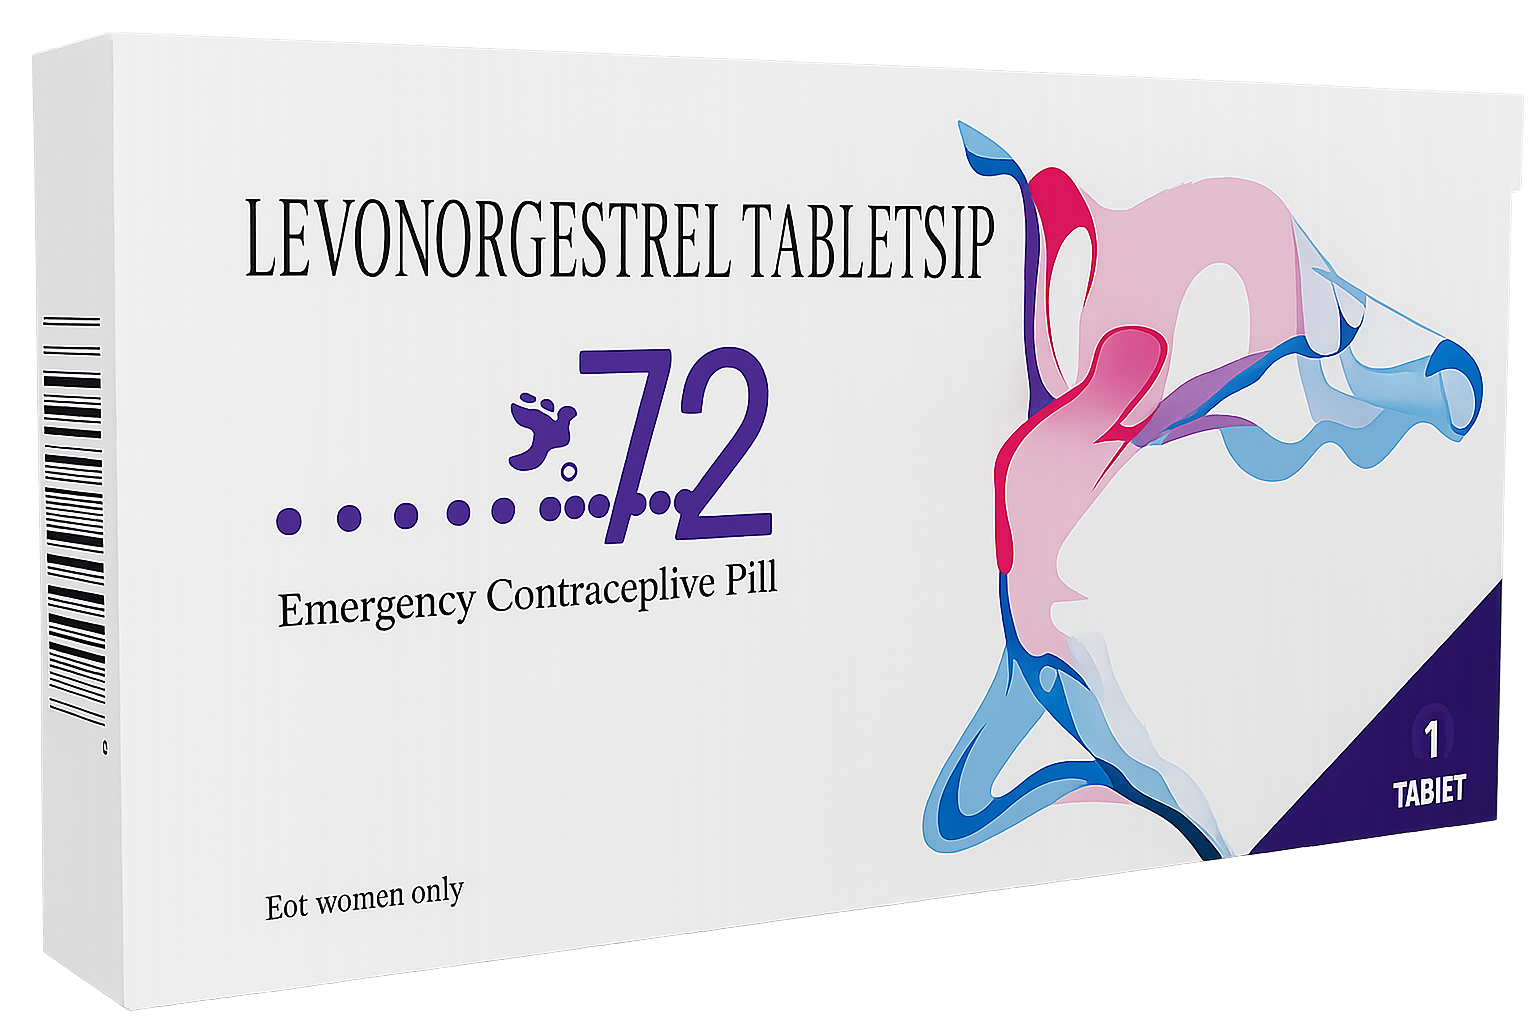 LEVONORGESTREL TABLETSIP
72
Emergency Contraceplive Pill
1
TABIET
Eot women only